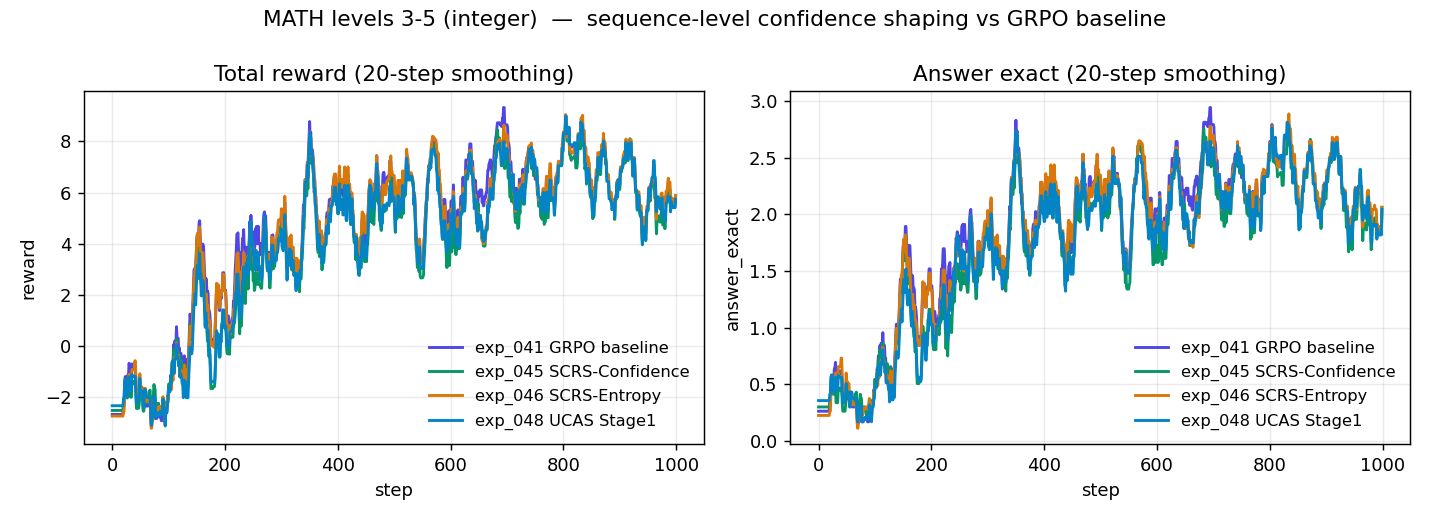 MATH levels 3-5 (integer)  —  sequence-level confidence shaping vs GRPO baseline
Total reward (20-step smoothing)
reward
8
6
4
2
0
−2
0 200 400 600 800 1000
step
exp_041 GRPO baseline
exp_045 SCRS-Confidence
exp_046 SCRS-Entropy
exp_048 UCAS Stage1
Answer exact (20-step smoothing)
answer_exact
3.0
2.5
2.0
1.5
1.0
0.5
0.0
0 200 400 600 800 1000
step
exp_041 GRPO baseline
exp_045 SCRS-Confidence
exp_046 SCRS-Entropy
exp_048 UCAS Stage1